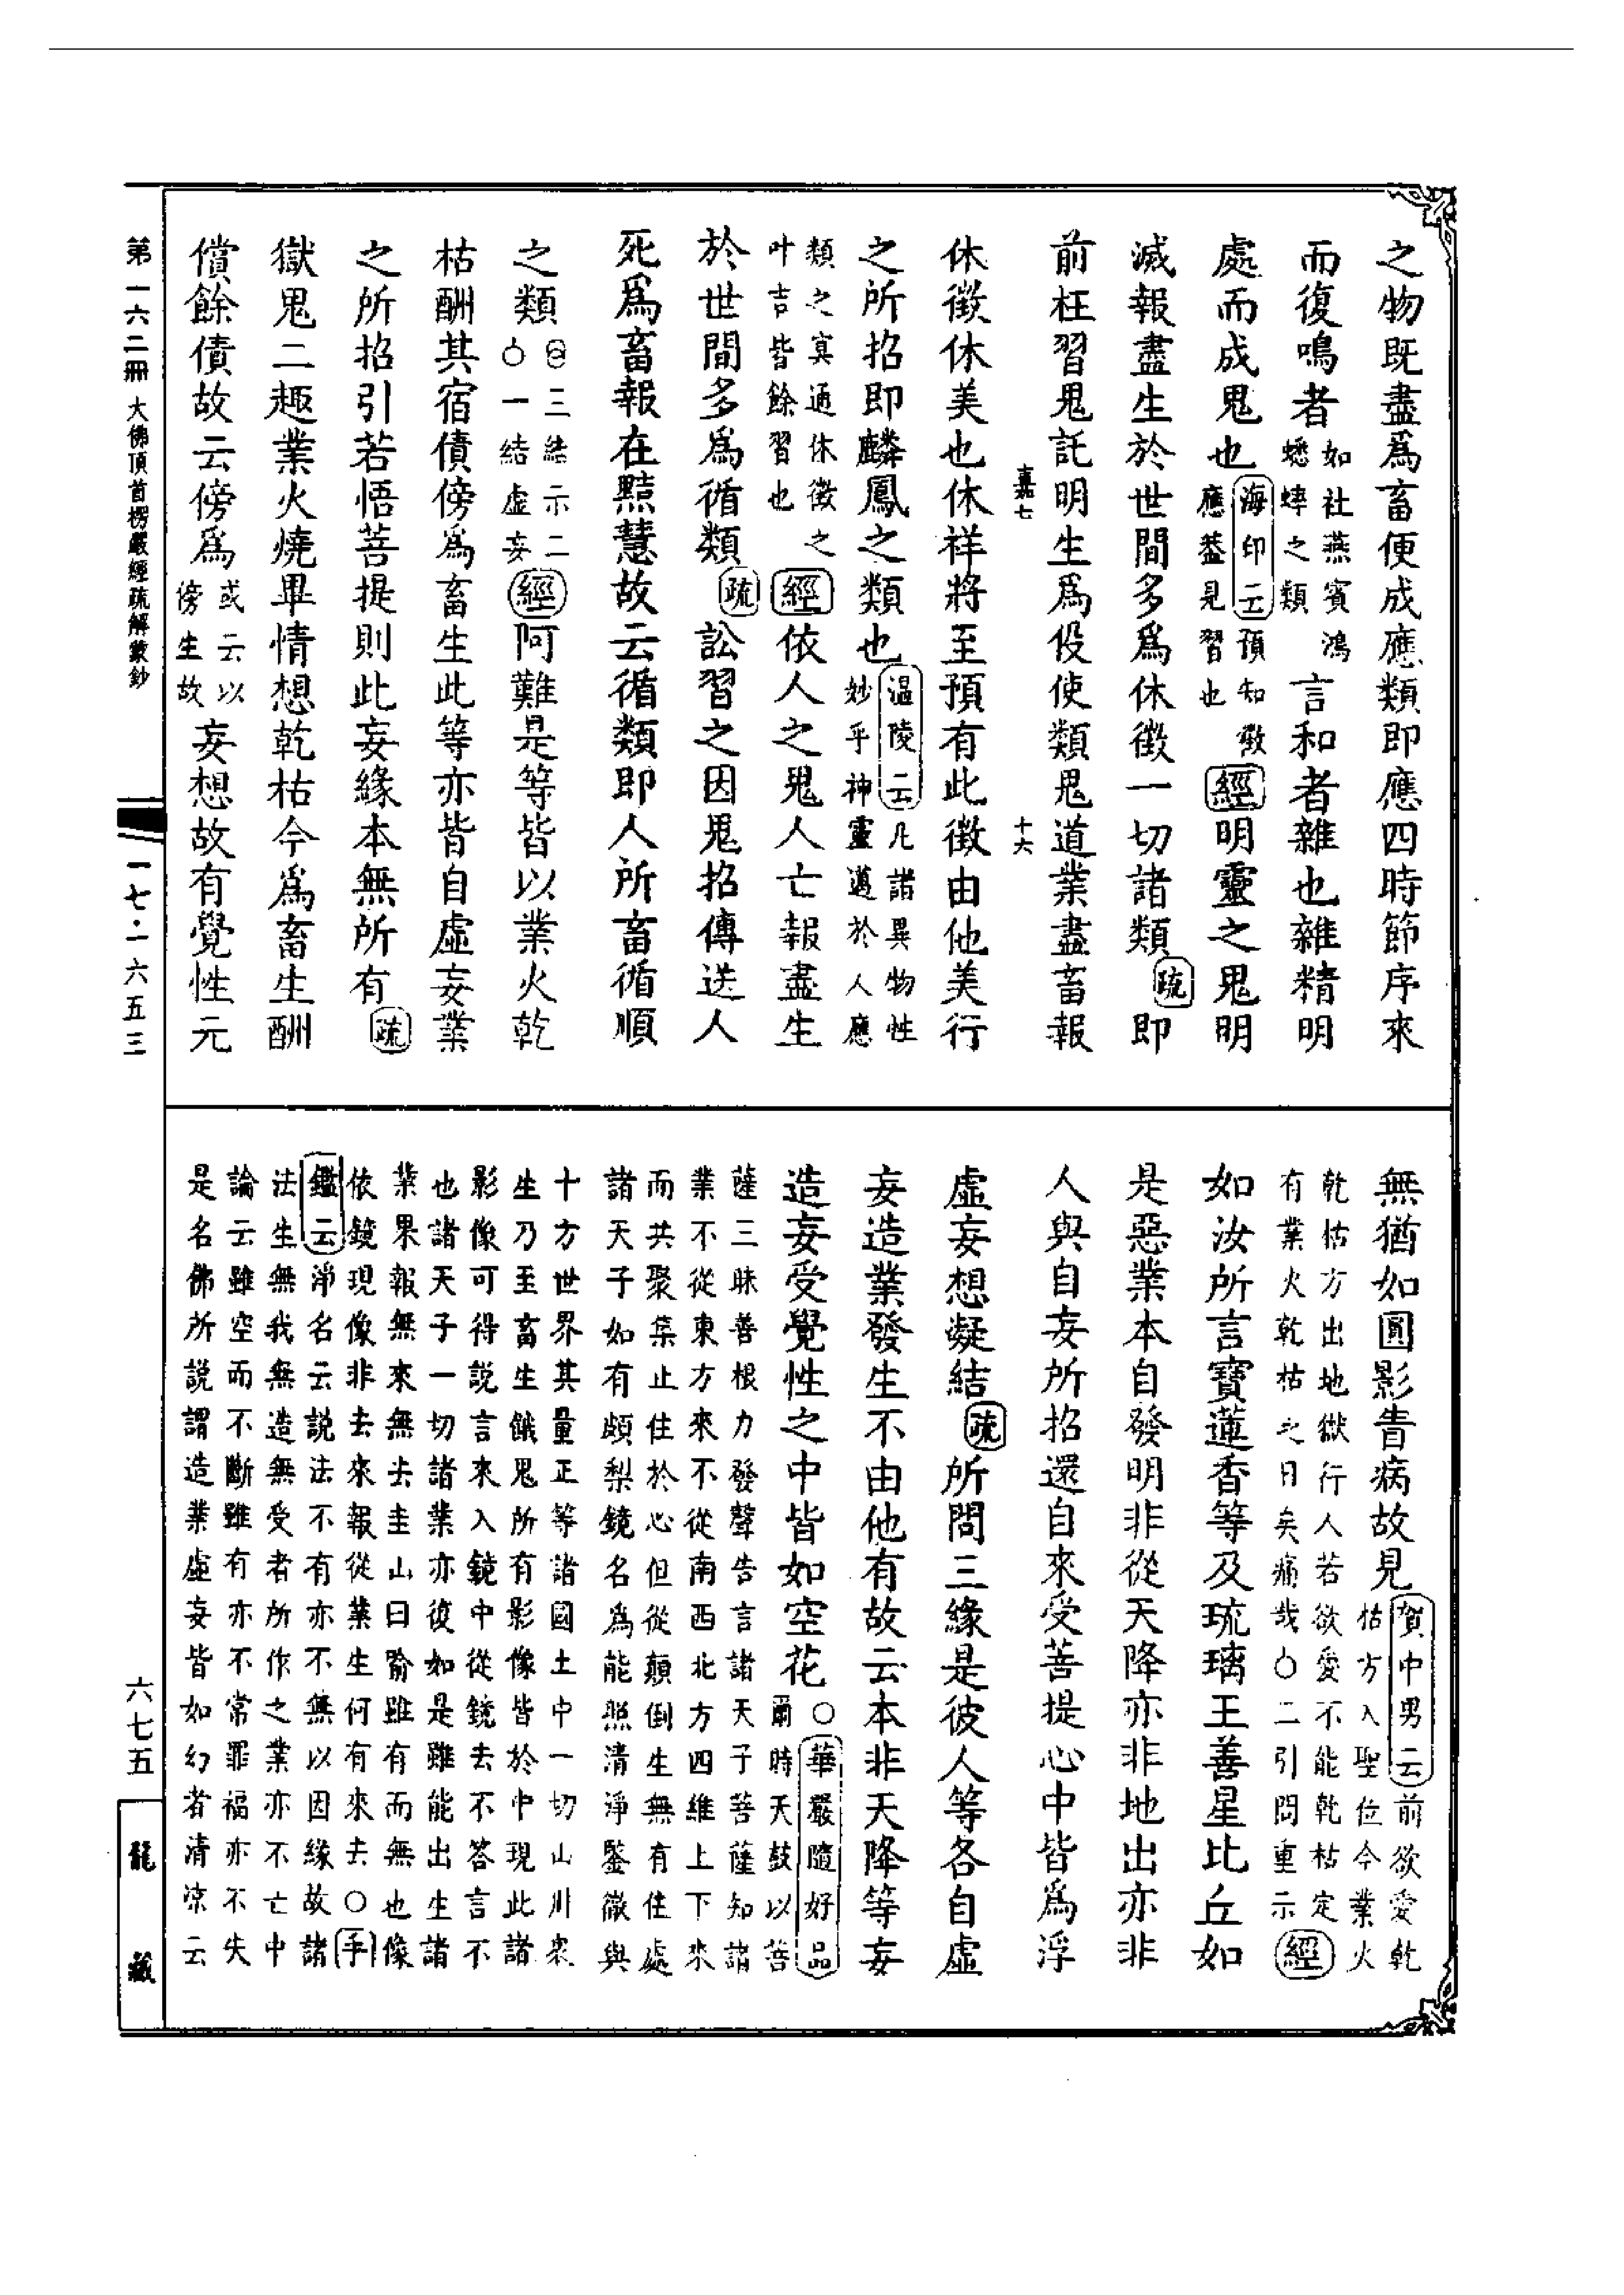 之物既盡爲畜便成應類即應四時節序來
而復鳴者如社燕賓鴻蟋蟀之類言和者雜也雜精明
處而成鬼也海印云預知徵應葢見習也經明靈之鬼明
滅報盡生於世間多爲休徵一切諸類疏即
前枉習鬼託明生爲役使類鬼道業盡畜報
嘉七 十六
休徵休美也休祥將至預有此徵由他美行
之所招即麟鳳之類也温陵云凡諸異物性妙乎神靈邁於人應
類之冥通休徵之叶吉皆餘習也經依人之鬼人亡報盡生
於世間多爲循類疏訟習之因鬼招傳送人
死爲畜報在黠慧故云循類即人所畜循順
之類㊁三結示二〇一結虛妄經阿難是等皆以業火乾
枯酬其宿債傍爲畜生此等亦皆自虛妄業
之所招引若悟菩提則此妄緣本無所有疏
獄鬼二趣業火燒畢情想乾枯今爲畜生酬
償餘債故云傍爲或云以傍生故妄想故有覺性元
無猶如圓影眚病故見賀中男云前欲愛乾枯方入聖位今業火
乾枯方出地獄行人若欲愛不能乾枯定有業火乾枯之日矣痛哉〇二引問重示經
如汝所言寶蓮香等及琉璃王善星比丘如
是惡業本自發明非從天降亦非地出亦非
人與自妄所招還自來受菩提心中皆爲浮
虛妄想凝結疏所問三緣是彼人等各自虛
妄造業發生不由他有故云本非天降等妄
造妄受覺性之中皆如空花〇華嚴隨好品爾時天鼓以菩
薩三昧善根力發聲告言諸天子菩薩知諸
業不從東方來不從南西北方四維上下來
而共聚集止住於心但從顛倒生無有住處
諸天子如有頗梨鏡名爲能照清淨鑒徹與
十方世界其量正等諸國土中一切山川衆
生乃至畜生餓鬼所有影像皆於中現此諸
影像可得説言來入鏡中從鏡去不答言不
也諸天子一切諸業亦復如是雖能出生諸
業果報無來無去圭山曰喻雖有而無也像
依鏡現像非去來報從業生何有來去〇手
鑑云淨名云説法不有亦不無以因緣故諸
法生無我無造無受者所作之業亦不亡中
論云雖空而不斷雖有亦不常罪福亦不失
是名佛所説謂造業虛妄皆如幻者清涼云
第一六二冊 大佛頂首楞嚴經疏解蒙鈔
一七·一六五三
六七五
龍藏